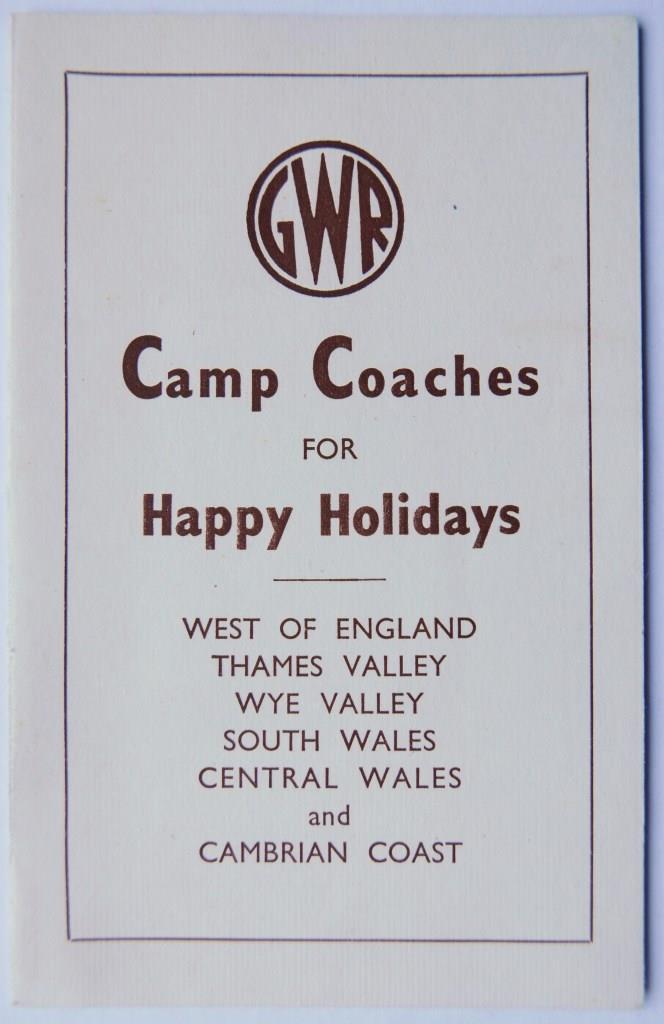 GWR
Camp Coaches
FOR
Happy Holidays
WEST OF ENGLAND
THAMES VALLEY
WYE VALLEY
SOUTH WALES
CENTRAL WALES
and
CAMBRIAN COAST